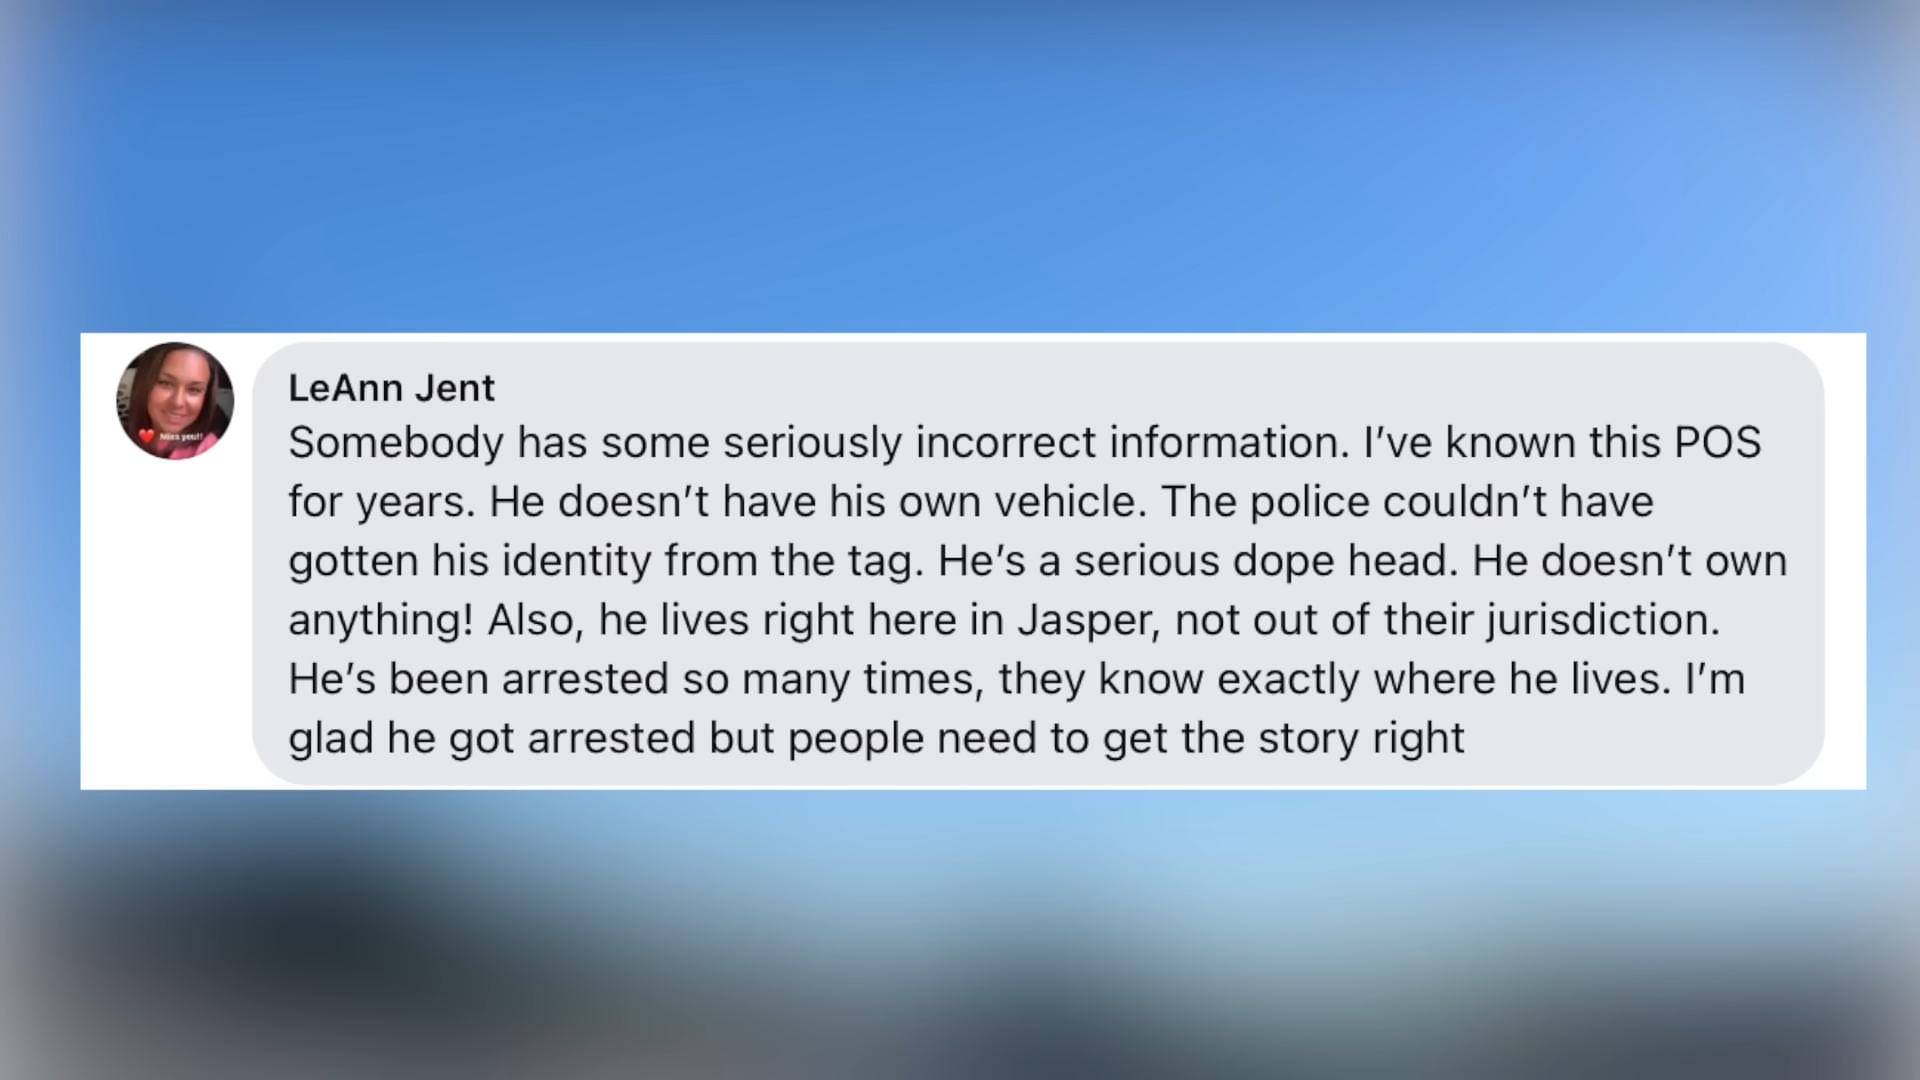 LeAnn Jent
Somebody has some seriously incorrect information. I’ve known this POS
for years. He doesn’t have his own vehicle. The police couldn’t have
gotten his identity from the tag. He’s a serious dope head. He doesn’t own
anything! Also, he lives right here in Jasper, not out of their jurisdiction.
He’s been arrested so many times, they know exactly where he lives. I’m
glad he got arrested but people need to get the story right
Miss you!!